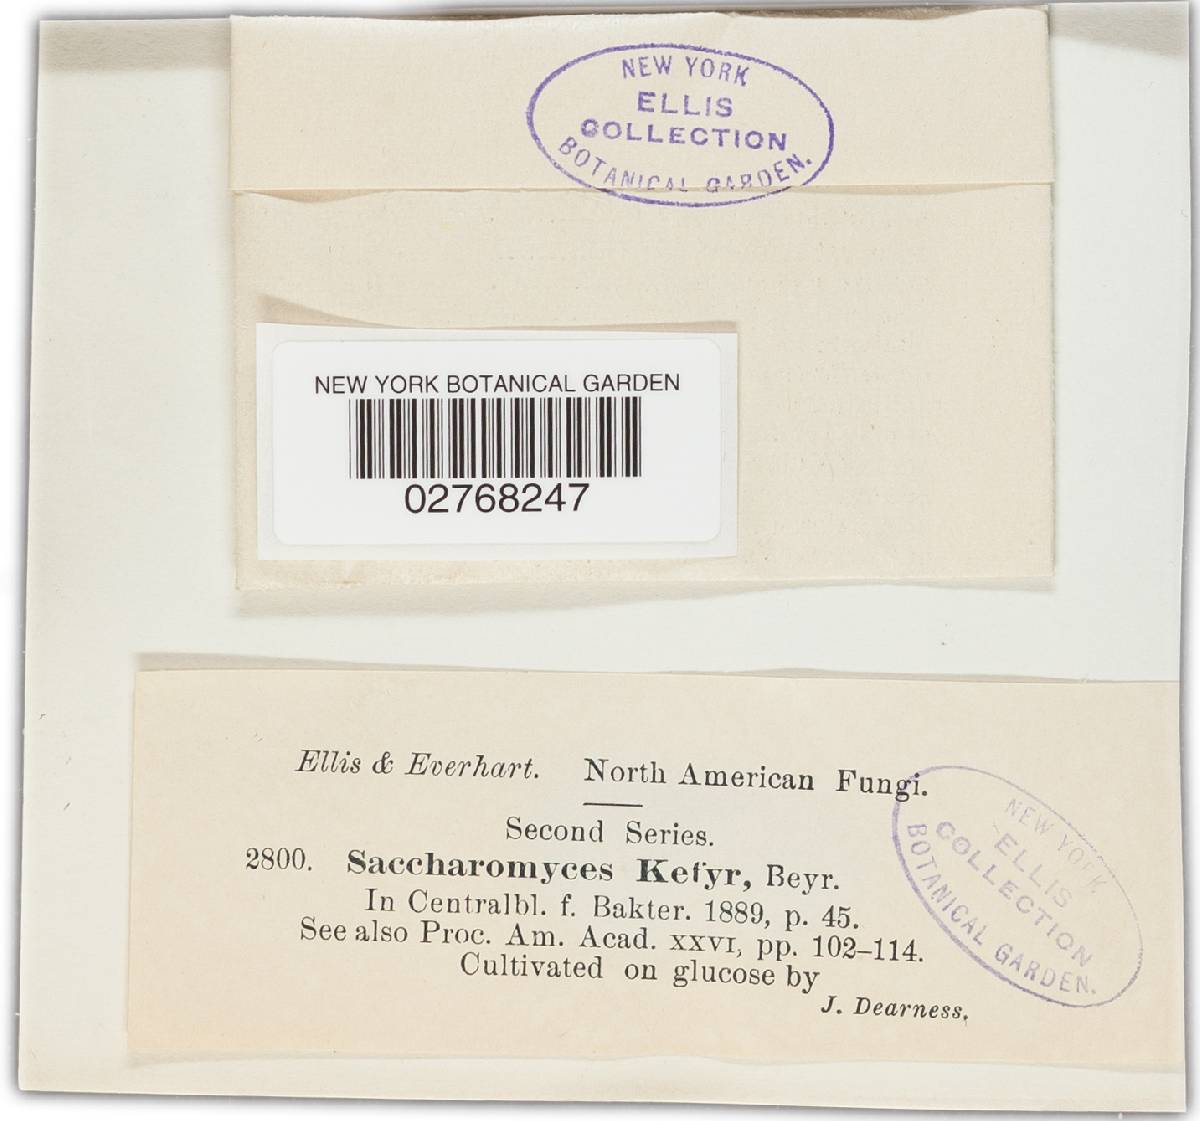 NEW YORK
ELLIS
COLLECTION
BOTANICAL GARDEN.
NEW YORK BOTANICAL GARDEN
02768247
Ellis & Everhart. North American Fungi.
Second Series.
2800. Saccharomyces Kefyr, Beyr.
In Centralbl. f. Bakter. 1889, p. 45.
See also Proc. Am. Acad. XXVI, pp. 102–114.
Cultivated on glucose by
J. Dearness.
NEW YORK
ELLIS
COLLECTION
BOTANICAL GARDEN.